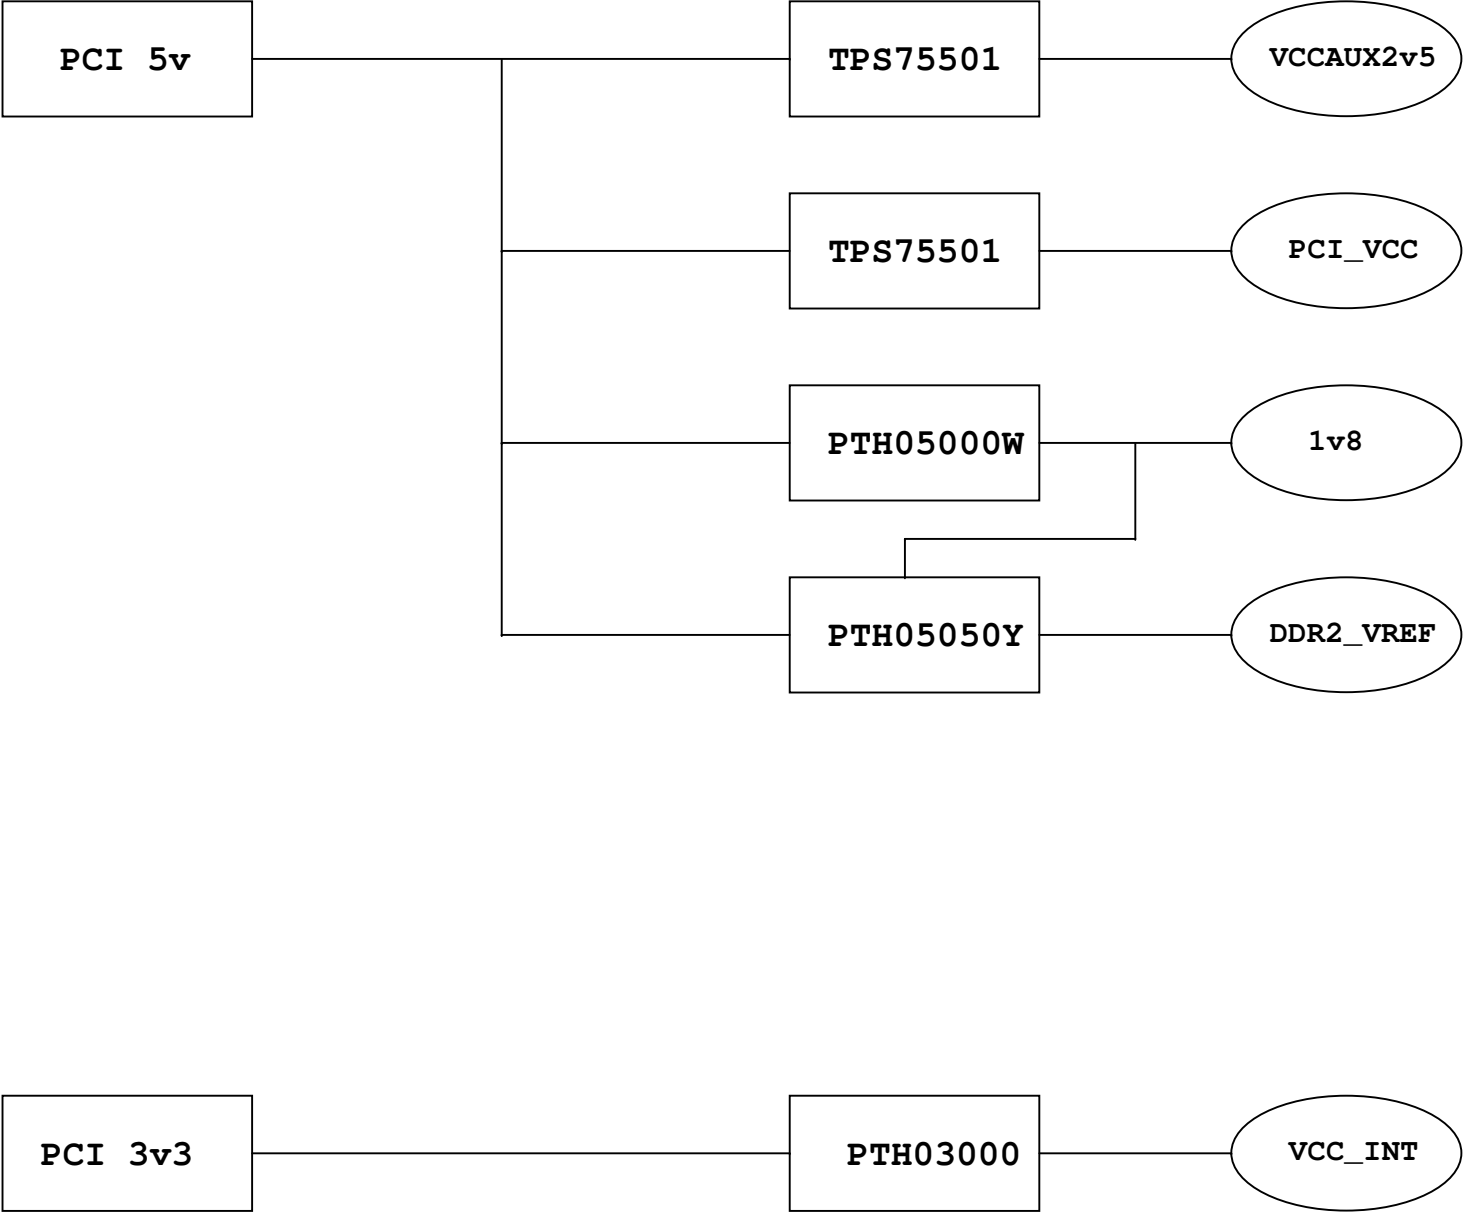 PCI 5v
TPS75501
VCCAUX2v5
TPS75501
PCI_VCC
PTH05000W
1v8
PTH05050Y
DDR2_VREF
PCI 3v3
PTH03000
VCC_INT